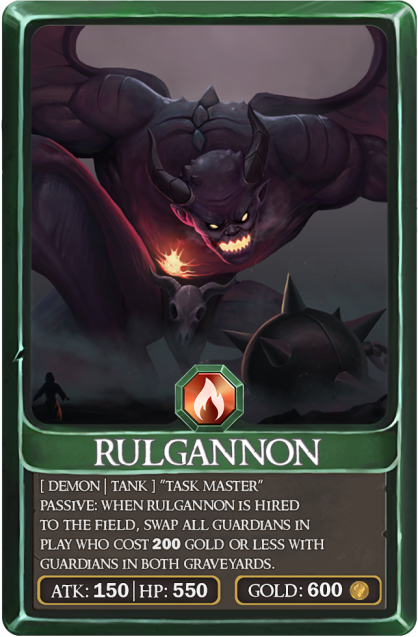 RULGANNON
[ DEMON | TANK ] "TASK MASTER"
PASSIVE: WHEN RULGANNON IS HIRED
TO THE FIELD, SWAP ALL GUARDIANS IN
PLAY WHO COST 200 GOLD OR LESS WITH
GUARDIANS IN BOTH GRAVEYARDS.
ATK: 150 | HP: 550 GOLD: 600